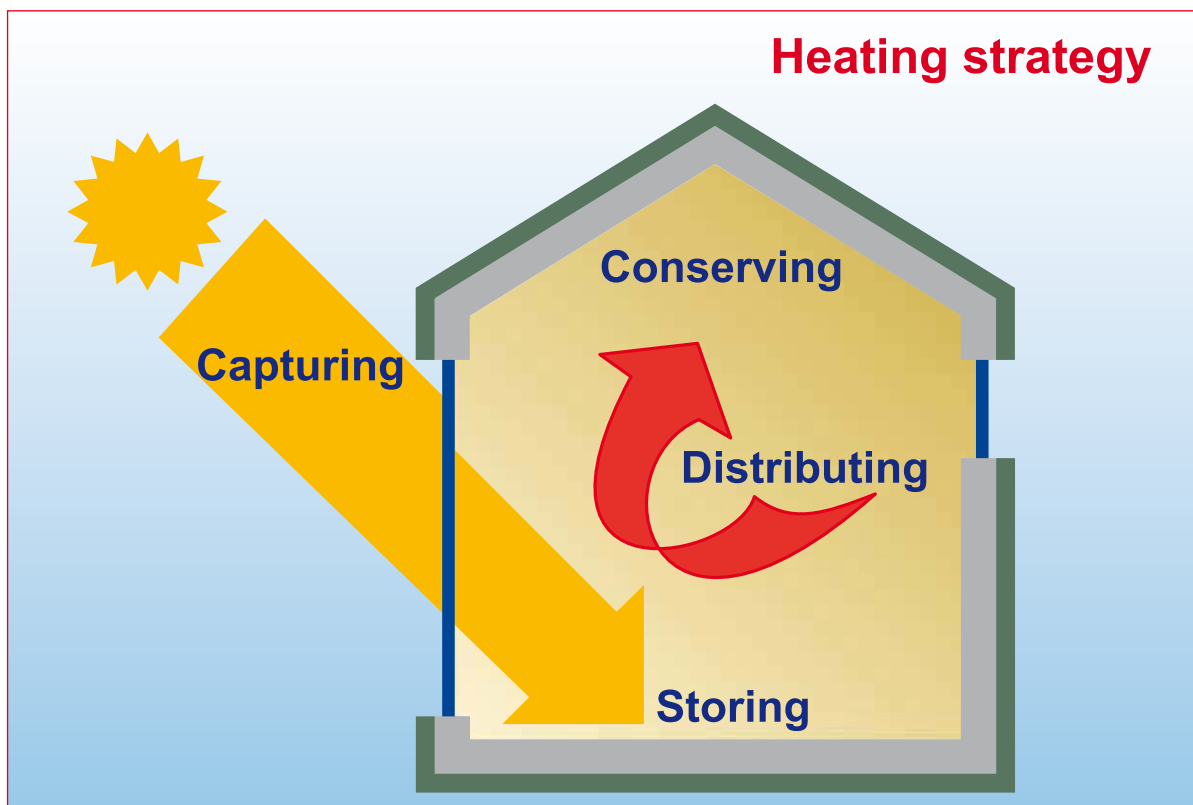 Heating strategy
Conserving
Capturing
Distributing
Storing